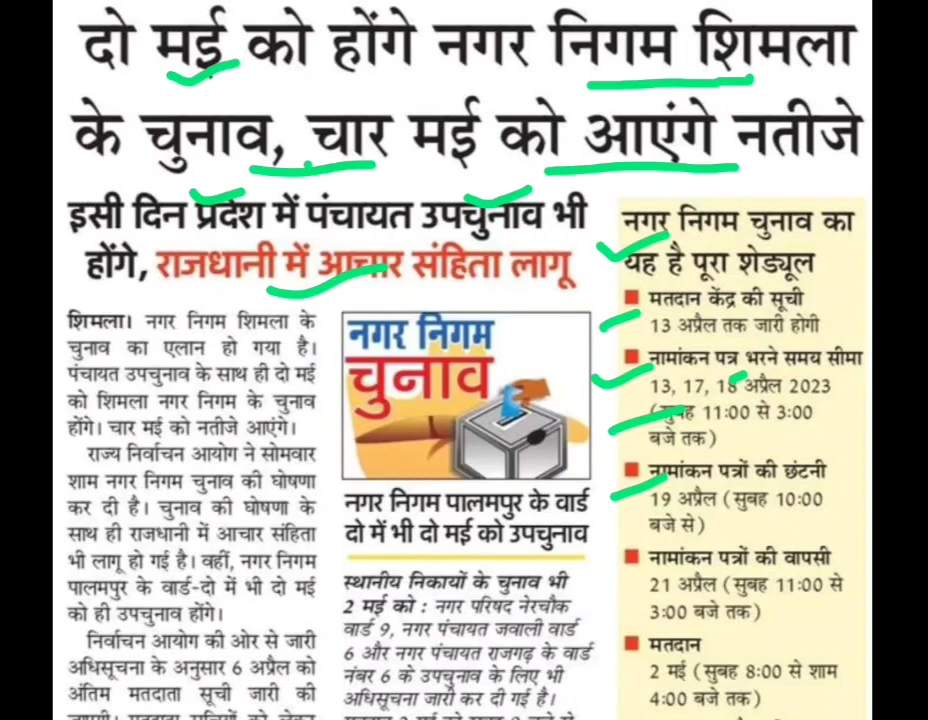 दो मई को होंगे नगर निगम शिमला
के चुनाव, चार मई को आएंगे नतीजे
इसी दिन प्रदेश में पंचायत उपचुनाव भी
होंगे, राजधानी में आचार संहिता लागू
शिमला। नगर निगम शिमला के
चुनाव का एलान हो गया है।
पंचायत उपचुनाव के साथ ही दो मई
को शिमला नगर निगम के चुनाव
होंगे। चार मई को नतीजे आएंगे।
राज्य निर्वाचन आयोग ने सोमवार
शाम नगर निगम चुनाव की घोषणा
कर दी है। चुनाव की घोषणा के
साथ ही राजधानी में आचार संहिता
भी लागू हो गई है। वहीं, नगर निगम
पालमपुर के वार्ड-दो में भी दो मई
को ही उपचुनाव होंगे।
निर्वाचन आयोग की ओर से जारी
अधिसूचना के अनुसार 6 अप्रैल को
अंतिम मतदाता सूची जारी की
नगर निगम
चुनाव
नगर निगम पालमपुर के वार्ड
दो में भी दो मई को उपचुनाव
स्थानीय निकायों के चुनाव भी
2 मई को : नगर परिषद नेरचौक
वार्ड 9, नगर पंचायत जवाली वार्ड
6 और नगर पंचायत राजगढ़ के वार्ड
नंबर 6 के उपचुनाव के लिए भी
अधिसूचना जारी कर दी गई है।
नगर निगम चुनाव का
यह है पूरा शेड्यूल
मतदान केंद्र की सूची
13 अप्रैल तक जारी होगी
नामांकन पत्र भरने समय सीमा
13, 17, 18 अप्रैल 2023
(सुबह 11:00 से 3:00
बजे तक)
नामांकन पत्रों की छंटनी
19 अप्रैल (सुबह 10:00
बजे से)
नामांकन पत्रों की वापसी
21 अप्रैल (सुबह 11:00 से
3:00 बजे तक)
मतदान
2 मई (सुबह 8:00 से शाम
4:00 बजे तक)